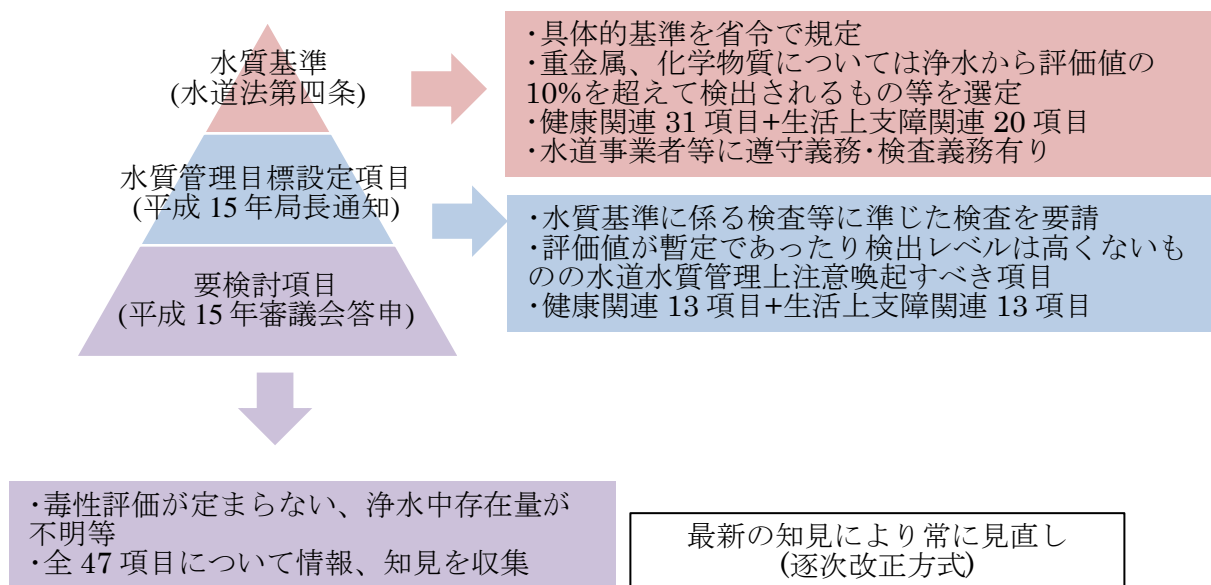 水質基準
(水道法第四条)
・具体的基準を省令で規定
・重金属、化学物質については浄水から評価値の
10%を超えて検出されるもの等を選定
・健康関連 31 項目+生活上支障関連 20 項目
・水道事業者等に遵守義務・検査義務有り
水質管理目標設定項目
(平成 15 年局長通知)
・水質基準に係る検査等に準じた検査を要請
・評価値が暫定であったり検出レベルは高くないも
のの水道水質管理上注意喚起すべき項目
・健康関連 13 項目+生活上支障関連 13 項目
要検討項目
(平成 15 年審議会答申)
・毒性評価が定まらない、浄水中存在量が
不明等
・全 47 項目について情報、知見を収集
最新の知見により常に見直し
(逐次改正方式)